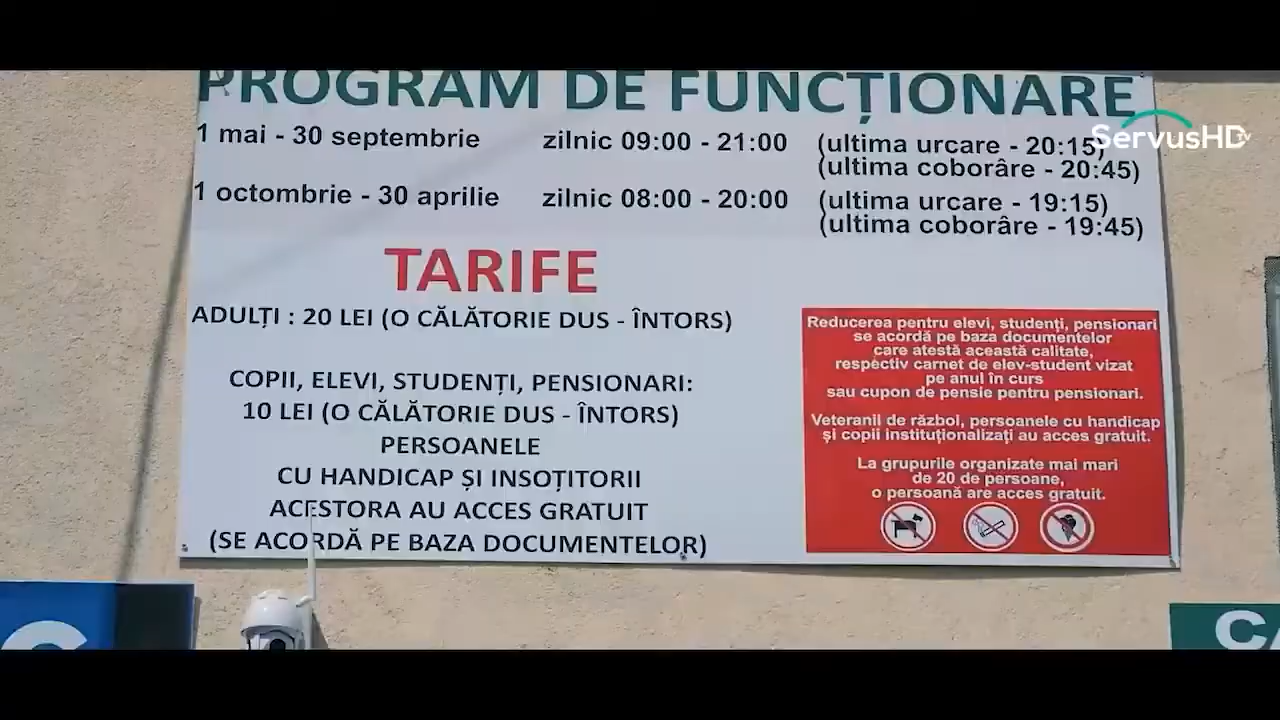 PROGRAM DE FUNCȚIONARE
1 mai - 30 septembrie zilnic 09:00 - 21:00 (ultima urcare - 20:15)
(ultima coborâre - 20:45)
1 octombrie - 30 aprilie zilnic 08:00 - 20:00 (ultima urcare - 19:15)
(ultima coborâre - 19:45)
ServusHD TV
TARIFE
ADULȚI : 20 LEI (O CĂLĂTORIE DUS - ÎNTORS)
COPII, ELEVI, STUDENȚI, PENSIONARI:
10 LEI (O CĂLĂTORIE DUS - ÎNTORS)
PERSOANELE
CU HANDICAP ȘI INSOȚITORII
ACESTORA AU ACCES GRATUIT
(SE ACORDĂ PE BAZA DOCUMENTELOR)
Reducerea pentru elevi, studenți, pensionari
se acordă pe baza documentelor
care atestă această calitate,
respectiv carnet de elev-student vizat
pe anul în curs
sau cupon de pensie pentru pensionari.
Veteranii de război, persoanele cu handicap
și copii instituționalizați au acces gratuit.
La grupurile organizate mai mari
de 20 de persoane,
o persoană are acces gratuit.